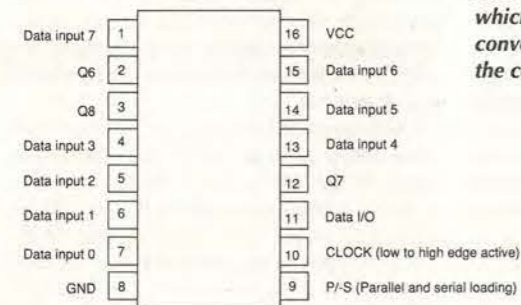 which
conve
the c
Data input 7 1 16 VCC
Q6 2 15 Data input 6
Q8 3 14 Data input 5
Data input 3 4 13 Data input 4
Data input 2 5 12 Q7
Data input 1 6 11 Data I/O
Data input 0 7 10 CLOCK (low to high edge active)
GND 8 9 P/-S (Parallel and serial loading)